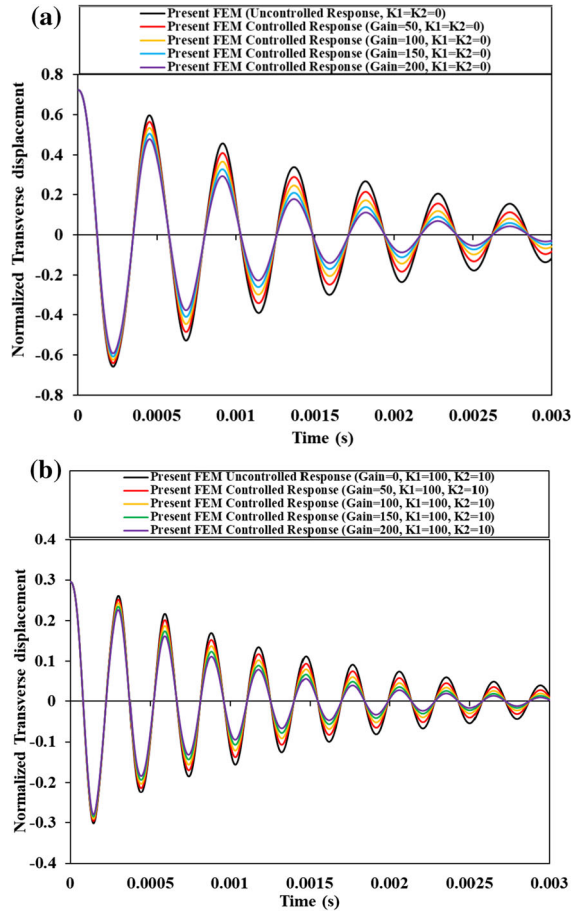 (a)
Present FEM (Uncontrolled Response, K1=K2=0)
Present FEM Controlled Response (Gain=50, K1=K2=0)
Present FEM Controlled Response (Gain=100, K1=K2=0)
Present FEM Controlled Response (Gain=150, K1=K2=0)
Present FEM Controlled Response (Gain=200, K1=K2=0)
Normalized Transverse displacement
0.8
0.6
0.4
0.2
0
-0.2
-0.4
-0.6
-0.8
0 0.0005 0.001 0.0015 0.002 0.0025 0.003
Time (s)
(b)
Present FEM Uncontrolled Response (Gain=0, K1=100, K2=10)
Present FEM Controlled Response (Gain=50, K1=100, K2=10)
Present FEM Controlled Response (Gain=100, K1=100, K2=10)
Present FEM Controlled Response (Gain=150, K1=100, K2=10)
Present FEM Controlled Response (Gain=200, K1=100, K2=10)
Normalized Transverse displacement
0.4
0.3
0.2
0.1
0
-0.1
-0.2
-0.3
-0.4
0 0.0005 0.001 0.0015 0.002 0.0025 0.003
Time (s)